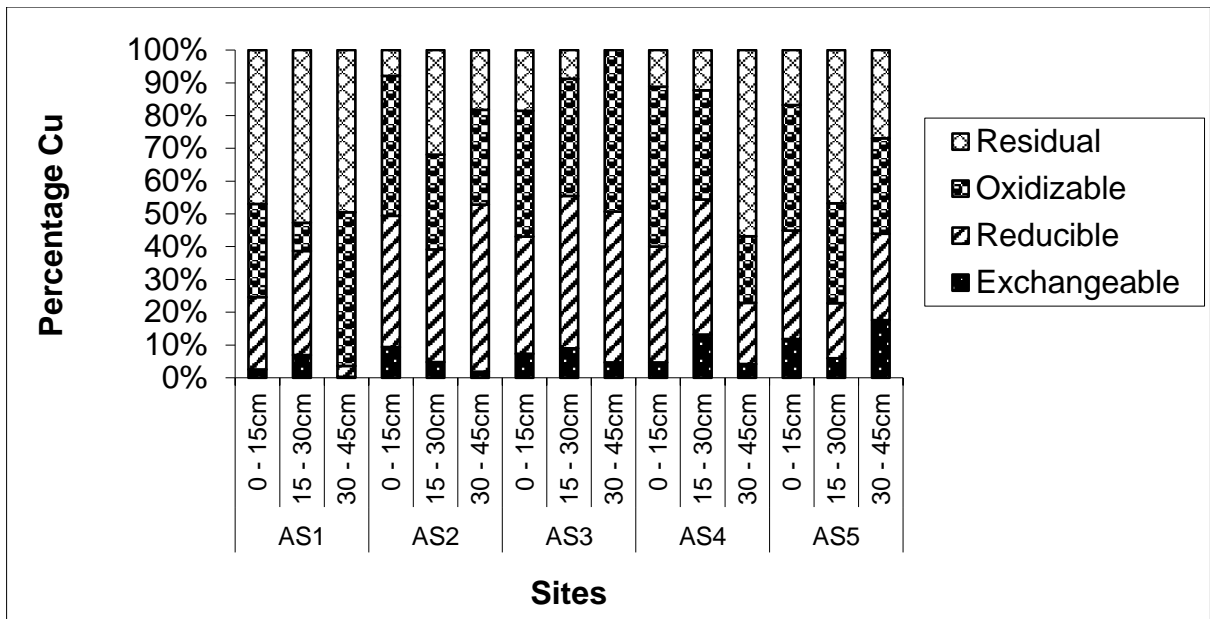 Percentage Cu
100%
90%
80%
70%
60%
50%
40%
30%
20%
10%
0%
0 - 15cm
15 - 30cm
30 - 45cm
0 - 15cm
15 - 30cm
30 - 45cm
0 - 15cm
15 - 30cm
30 - 45cm
0 - 15cm
15 - 30cm
30 - 45cm
0 - 15cm
15 - 30cm
30 - 45cm
AS1
AS2
AS3
AS4
AS5
Sites
Residual
Oxidizable
Reducible
Exchangeable